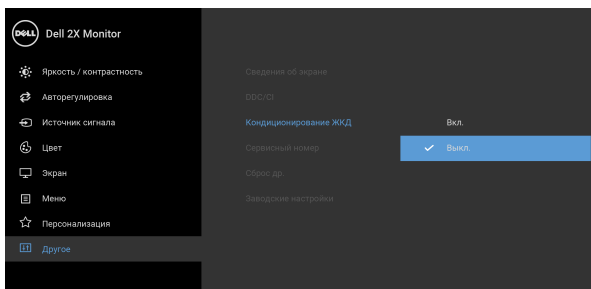 DELL
Dell 2X Monitor
Яркость / контрастность
Авторегулировка
Источник сигнала
Цвет
Экран
Меню
Персонализация
Другое
Сведения об экране
DDC/CI
Кондиционирование ЖКД
Сервисный номер
Сброс др.
Заводские настройки
Вкл.
Выкл.